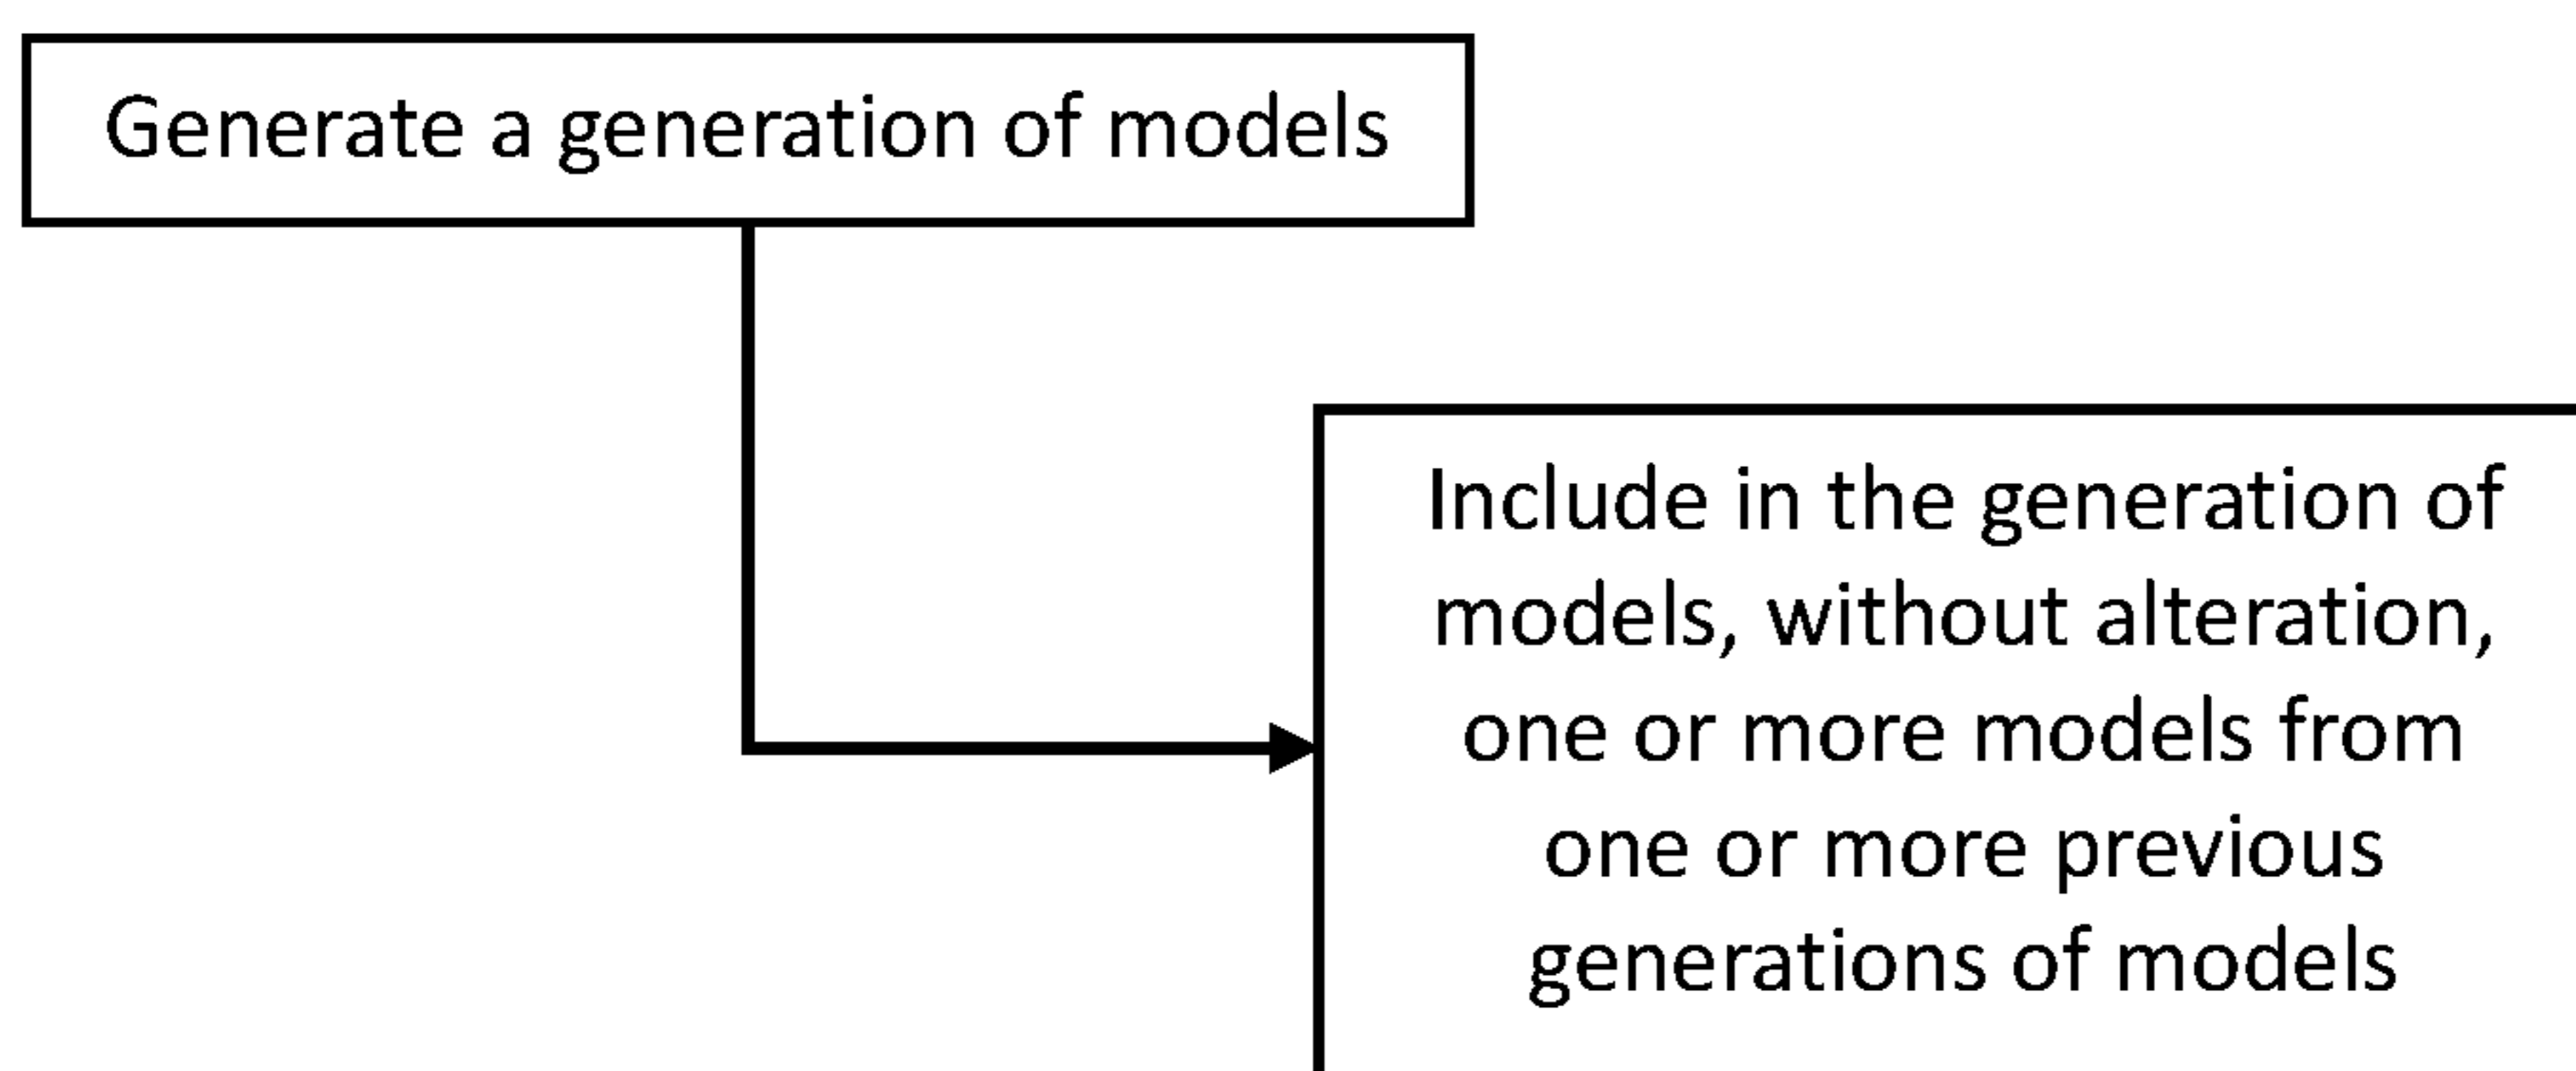 Generate a generation of models
Include in the generation of
models, without alteration,
one or more models from
one or more previous
generations of models